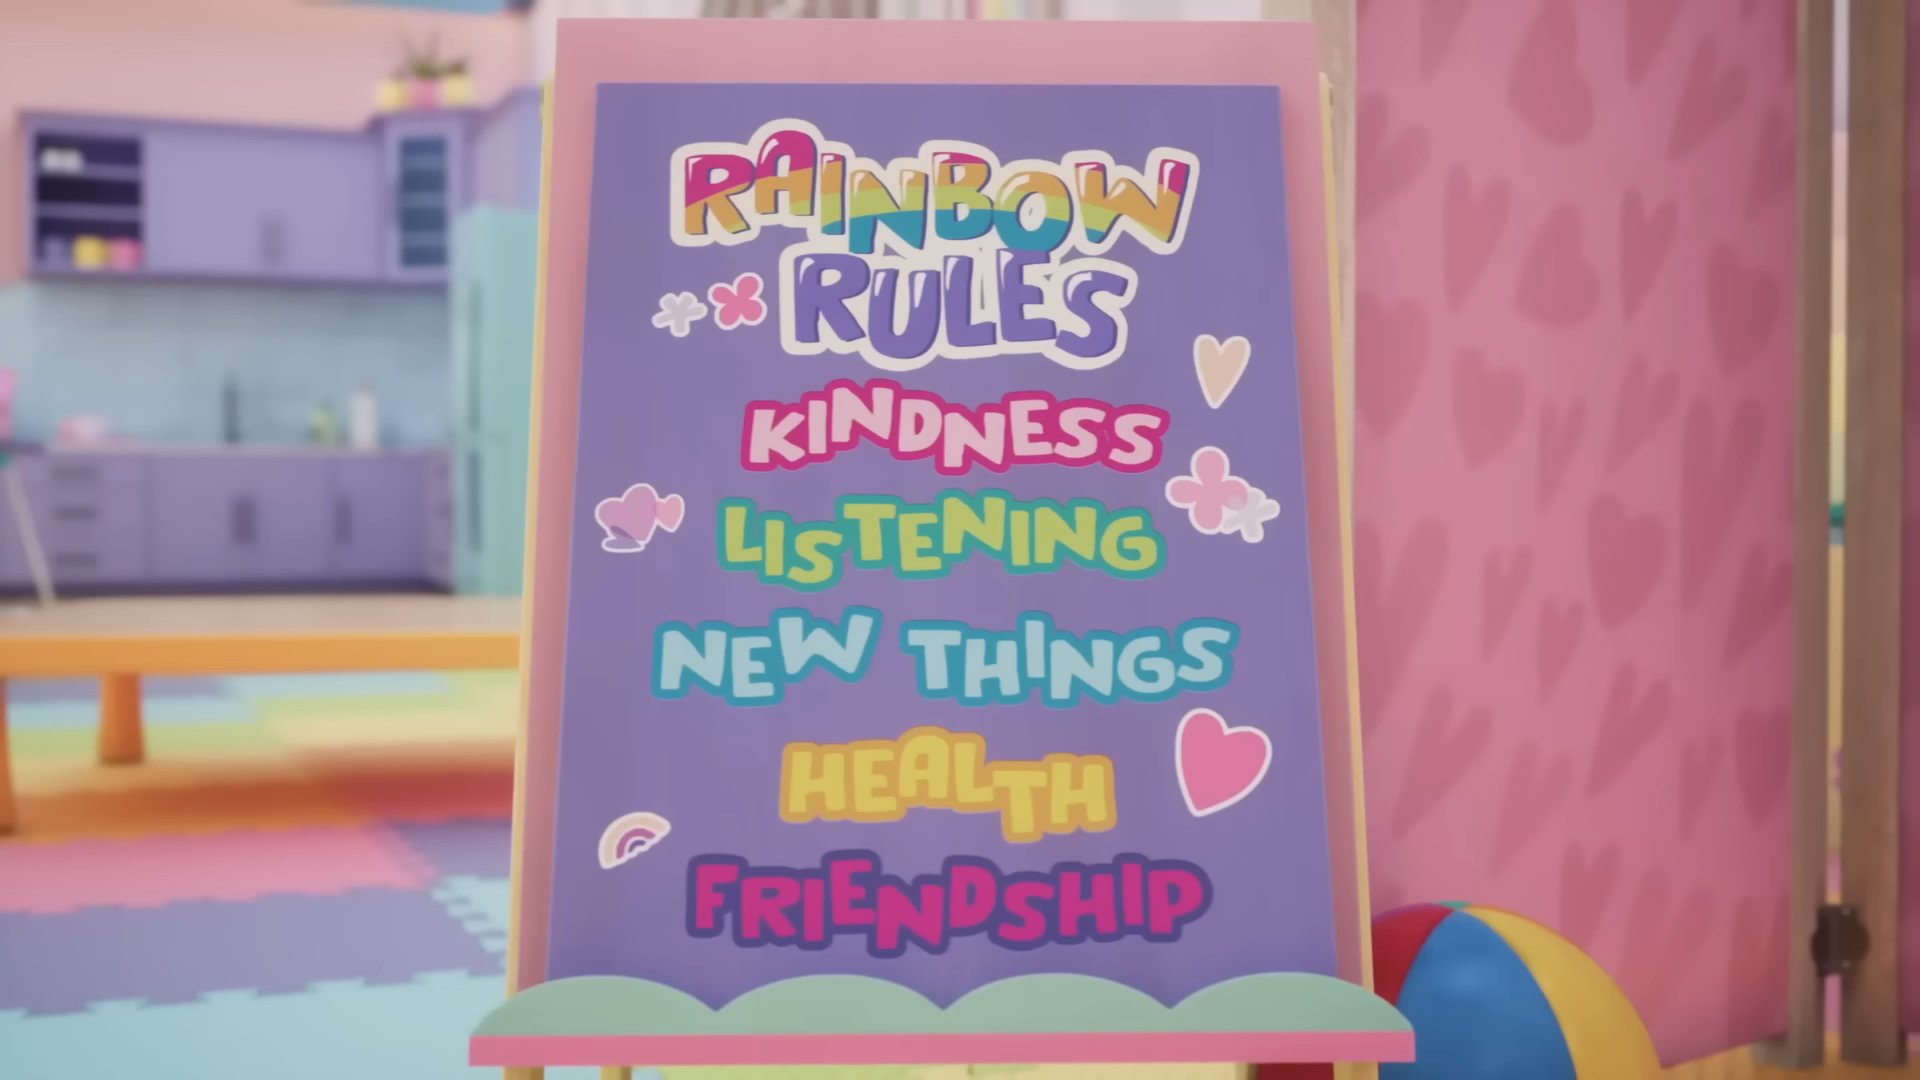 RAINBOW
RULES
KINDNESS
LISTENING
NEW THINGS
HEALTH
FRIENDSHIP